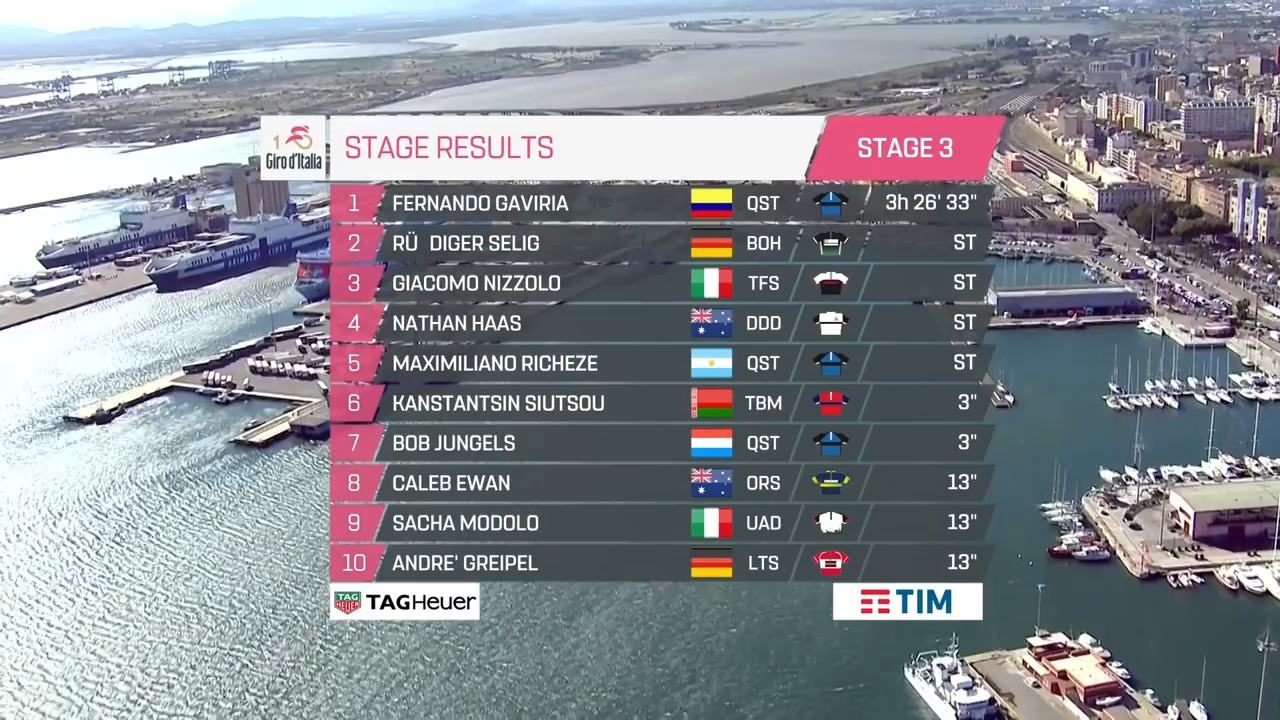 100 Giro d'Italia
STAGE RESULTS STAGE 3
1 FERNANDO GAVIRIA QST 3h 26' 33"
2 RÜ DIGER SELIG BOH ST
3 GIACOMO NIZZOLO TFS ST
4 NATHAN HAAS DDD ST
5 MAXIMILIANO RICHEZE QST ST
6 KANSTANTSIN SIUTSOU TBM 3"
7 BOB JUNGELS QST 3"
8 CALEB EWAN ORS 13"
9 SACHA MODOLO UAD 13"
10 ANDRE' GREIPEL LTS 13"
TAG HEUER TAGHeuer TIM